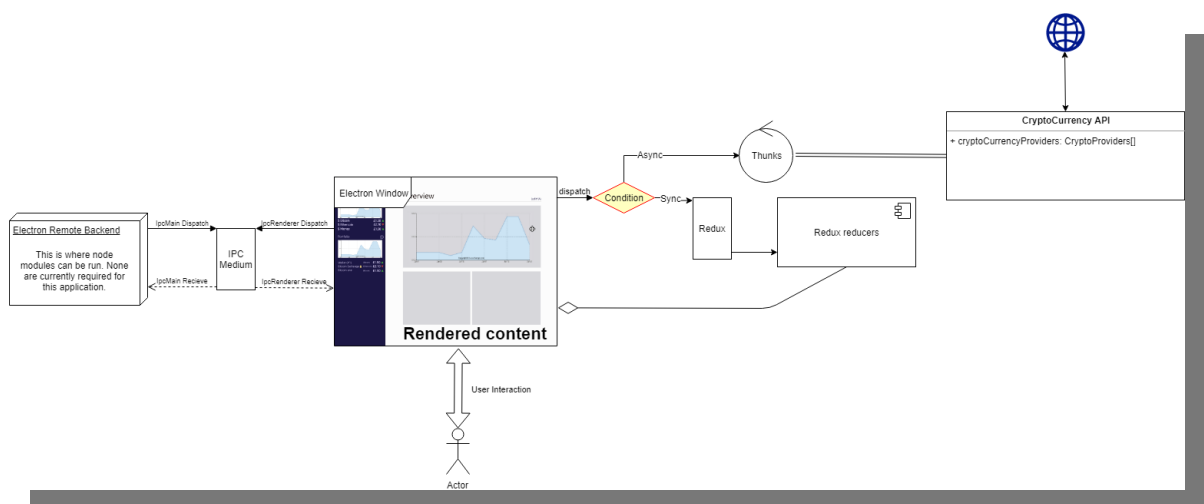 CryptoCurrency API
+ cryptoCurrencyProviders: CryptoProviders[]
Async
Thunks
Electron Window
erview
dispatch
Condition
Sync
Redux
Redux reducers
Electron Remote Backend
This is where node
modules can be run. None
are currently required for
this application.
IpcMain Dispatch
IpcRenderer Dispatch
IPC
Medium
IpcMain Recieve
IpcRenderer Recieve
Rendered content
User Interaction
Actor